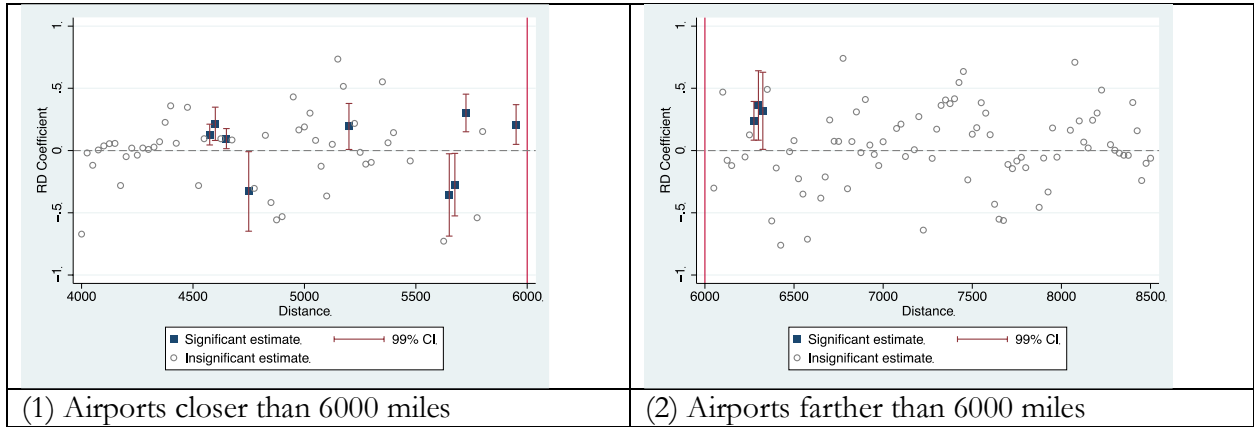 1.
.5
0.
-.5
-1.
RD Coefficient
4000
4500
5000
5500
6000.
Distance.
Significant estimate.
99% CI.
Insignificant estimate.
(1) Airports closer than 6000 miles
1.
.5
0.
-.5
-1.
RD Coefficient
6000
6500
7000
7500
8000
8500.
Distance.
Significant estimate.
99% CI.
Insignificant estimate.
(2) Airports farther than 6000 miles